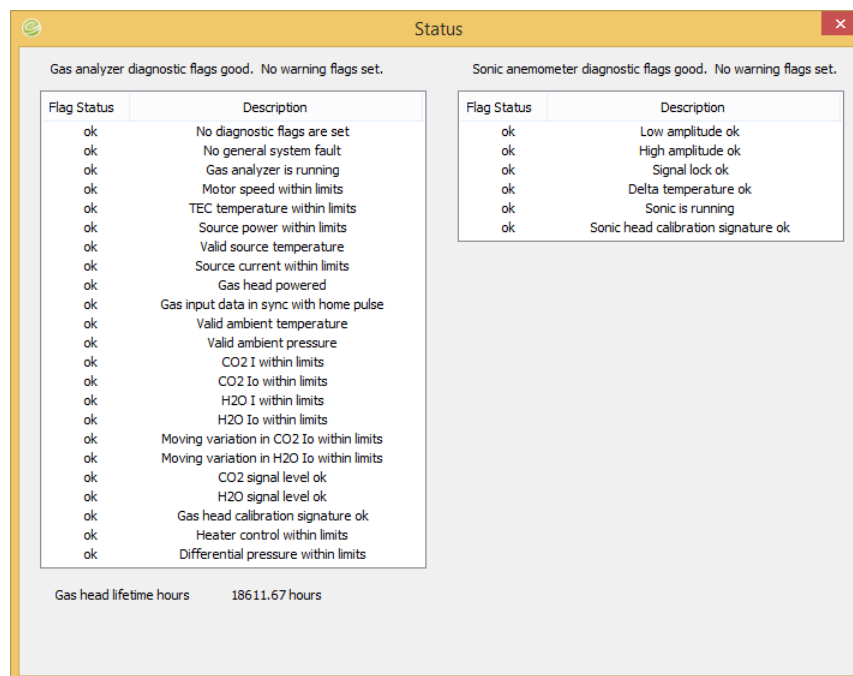 Status
Gas analyzer diagnostic flags good. No warning flags set.
Flag Status Description
ok No diagnostic flags are set
ok No general system fault
ok Gas analyzer is running
ok Motor speed within limits
ok TEC temperature within limits
ok Source power within limits
ok Valid source temperature
ok Source current within limits
ok Gas head powered
ok Gas input data in sync with home pulse
ok Valid ambient temperature
ok Valid ambient pressure
ok CO2 I within limits
ok CO2 Io within limits
ok H2O I within limits
ok H2O Io within limits
ok Moving variation in CO2 Io within limits
ok Moving variation in H2O Io within limits
ok CO2 signal level ok
ok H2O signal level ok
ok Gas head calibration signature ok
ok Heater control within limits
ok Differential pressure within limits
Gas head lifetime hours 18611.67 hours
Sonic anemometer diagnostic flags good. No warning flags set.
Flag Status Description
ok Low amplitude ok
ok High amplitude ok
ok Signal lock ok
ok Delta temperature ok
ok Sonic is running
ok Sonic head calibration signature ok